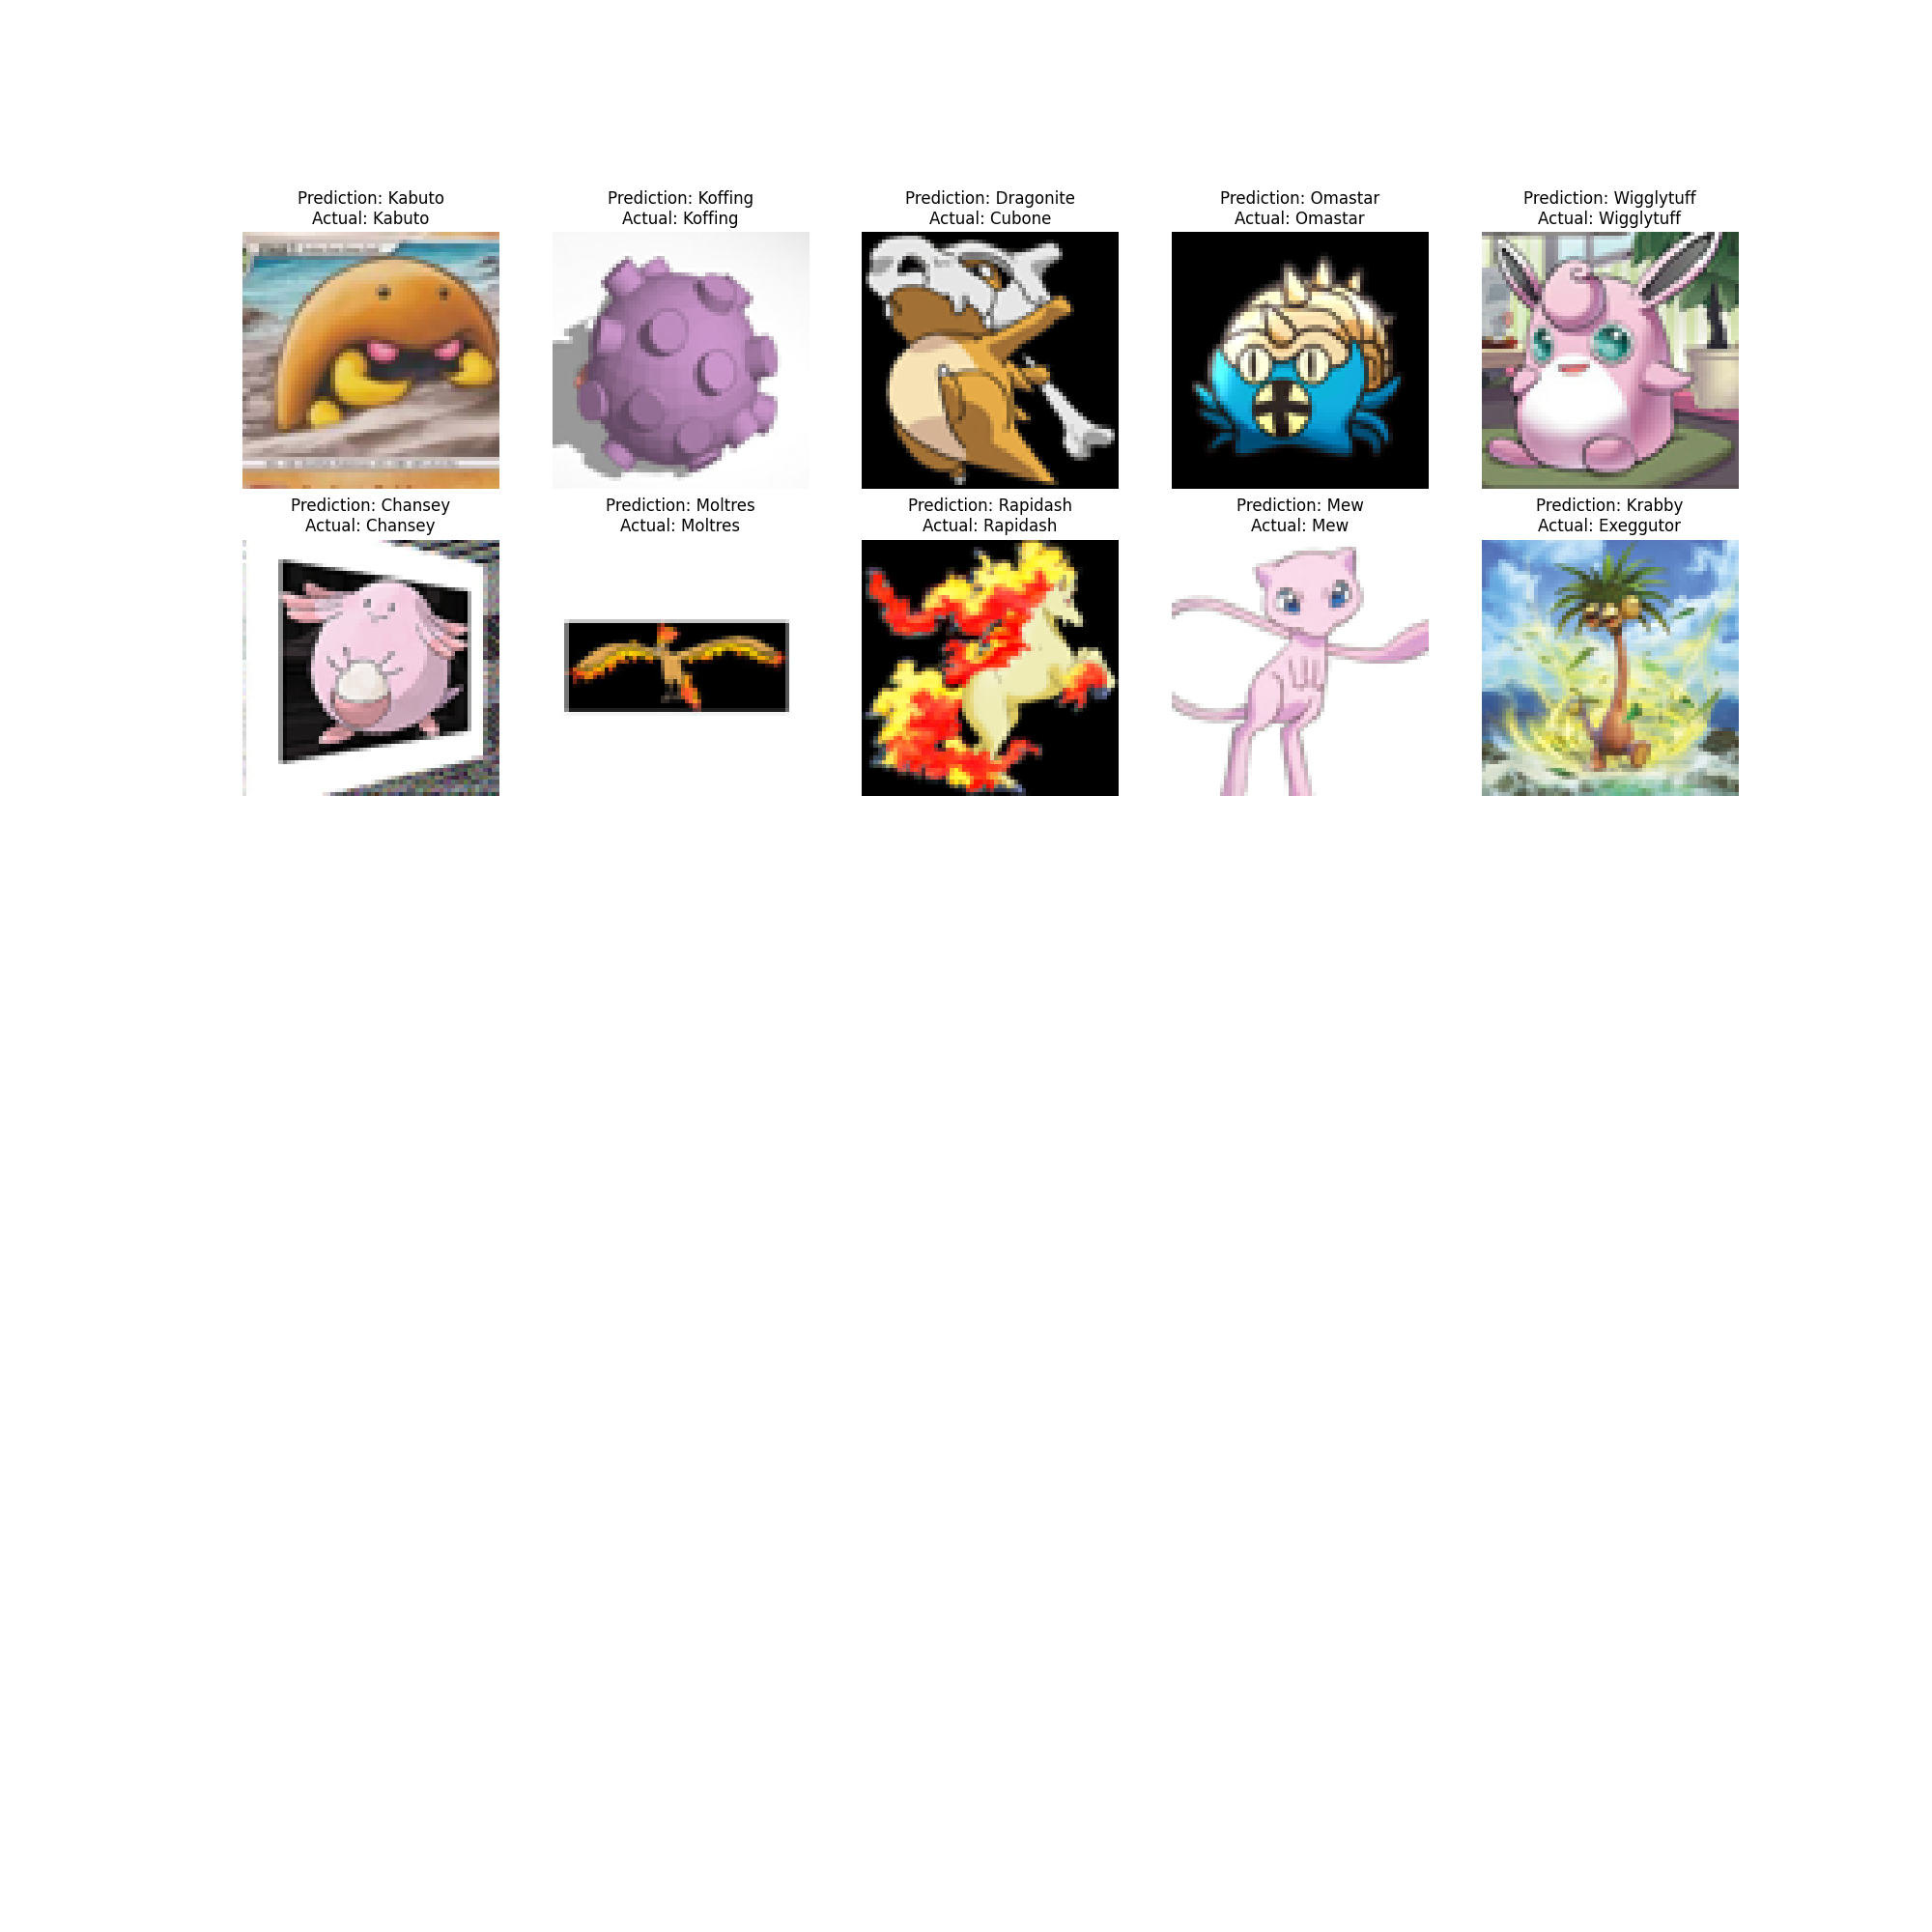 Prediction: Kabuto
Actual: Kabuto
Prediction: Koffing
Actual: Koffing
Prediction: Dragonite
Actual: Cubone
Prediction: Omastar
Actual: Omastar
Prediction: Wigglytuff
Actual: Wigglytuff
Prediction: Chansey
Actual: Chansey
Prediction: Moltres
Actual: Moltres
Prediction: Rapidash
Actual: Rapidash
Prediction: Mew
Actual: Mew
Prediction: Krabby
Actual: Exeggutor